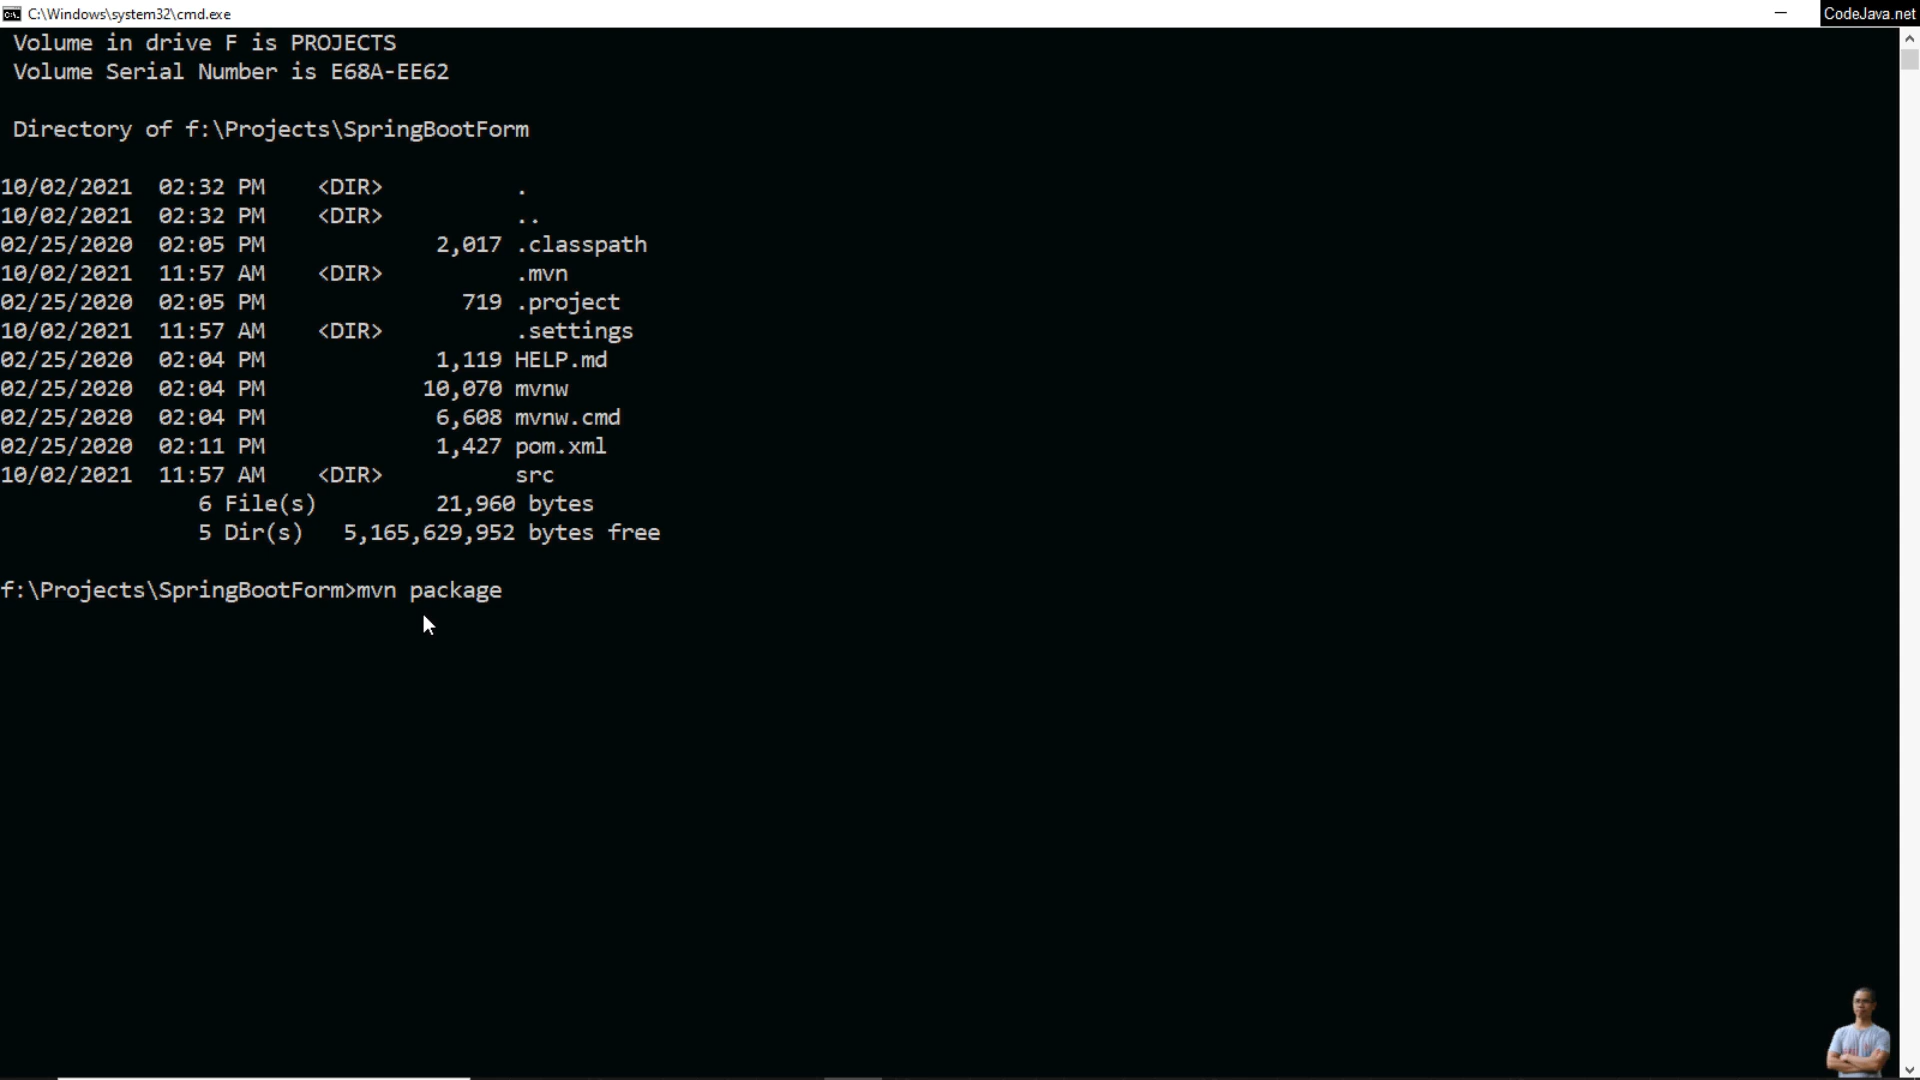 C:\Windows\system32\cmd.exe
CodeJava.net
Volume in drive F is PROJECTS
Volume Serial Number is E68A-EE62
Directory of f:\Projects\SpringBootForm
10/02/2021  02:32 PM    <DIR>          .
10/02/2021  02:32 PM    <DIR>          ..
02/25/2020  02:05 PM             2,017 .classpath
10/02/2021  11:57 AM    <DIR>          .mvn
02/25/2020  02:05 PM               719 .project
10/02/2021  11:57 AM    <DIR>          .settings
02/25/2020  02:04 PM             1,119 HELP.md
02/25/2020  02:04 PM            10,070 mvnw
02/25/2020  02:04 PM             6,608 mvnw.cmd
02/25/2020  02:11 PM             1,427 pom.xml
10/02/2021  11:57 AM    <DIR>          src
6 File(s)         21,960 bytes
5 Dir(s)   5,165,629,952 bytes free
f:\Projects\SpringBootForm>mvn package